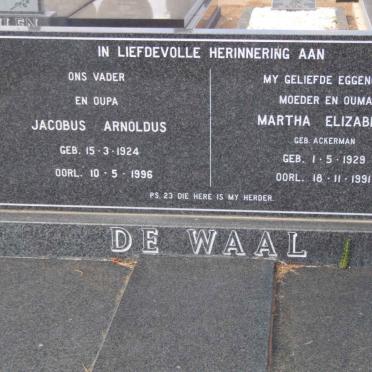 LEN
IN LIEFDEVOLLE HERINNERING AAN
ONS VADER
EN OUPA
JACOBUS ARNOLDUS
GEB. 15·3·1924
OORL. 10·5·1996
MY GELIEFDE EGGEN
MOEDER EN OUMA
MARTHA ELIZAB
GEB. ACKERMAN
GEB. 1·5·1929
OORL. 18·11·1991
PS. 23 DIE HERE IS MY HERDER.
DE WAAL